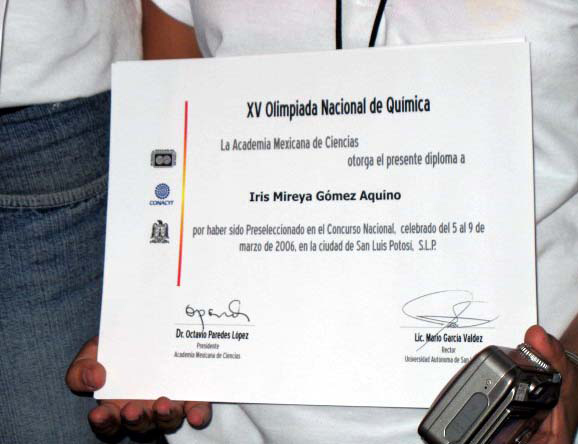 XV Olimpiada Nacional de Química
La Academia Mexicana de Ciencias
otorga el presente diploma a
Iris Mireya Gómez Aquino
CONACYT
por haber sido Preseleccionado en el Concurso Nacional, celebrado del 5 al 9 de
marzo de 2006, en la ciudad de San Luis Potosí, S.L.P.
Dr. Octavio Paredes López
Presidente
Academia Mexicana de Ciencias
Lic. Mario García Valdez
Rector
Universidad Autónoma de San